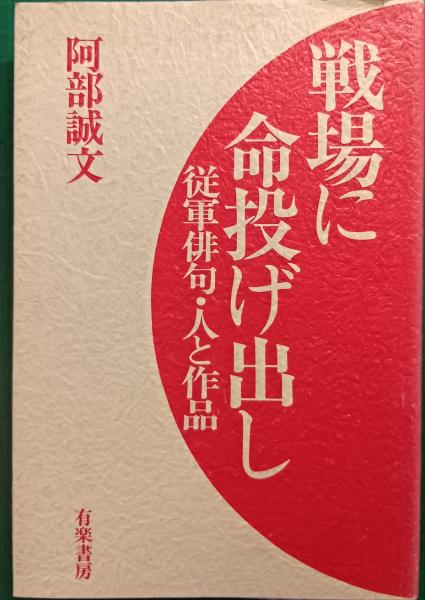 戦場に
命投げ出し
従軍俳句・人と作品
阿部誠文
有楽書房